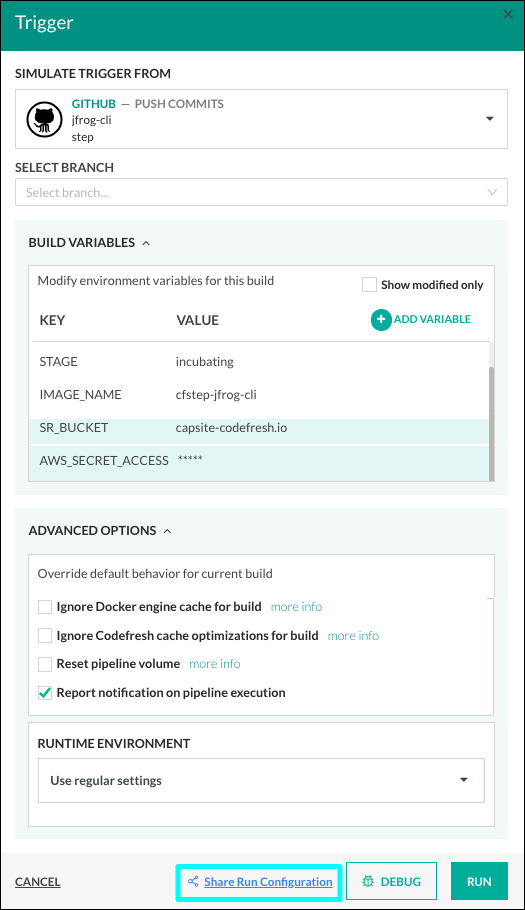 Trigger
SIMULATE TRIGGER FROM
GITHUB — PUSH COMMITS
jfrog-cli
step
SELECT BRANCH
Select branch...
BUILD VARIABLES
Modify environment variables for this build
Show modified only
KEY VALUE
ADD VARIABLE
STAGE incubating
IMAGE_NAME cfstep-jfrog-cli
SR_BUCKET capsite-codefresh.io
AWS_SECRET_ACCESS *****
ADVANCED OPTIONS
Override default behavior for current build
Ignore Docker engine cache for build more info
Ignore Codefresh cache optimizations for build more info
Reset pipeline volume more info
Report notification on pipeline execution
RUNTIME ENVIRONMENT
Use regular settings
CANCEL Share Run Configuration DEBUG RUN